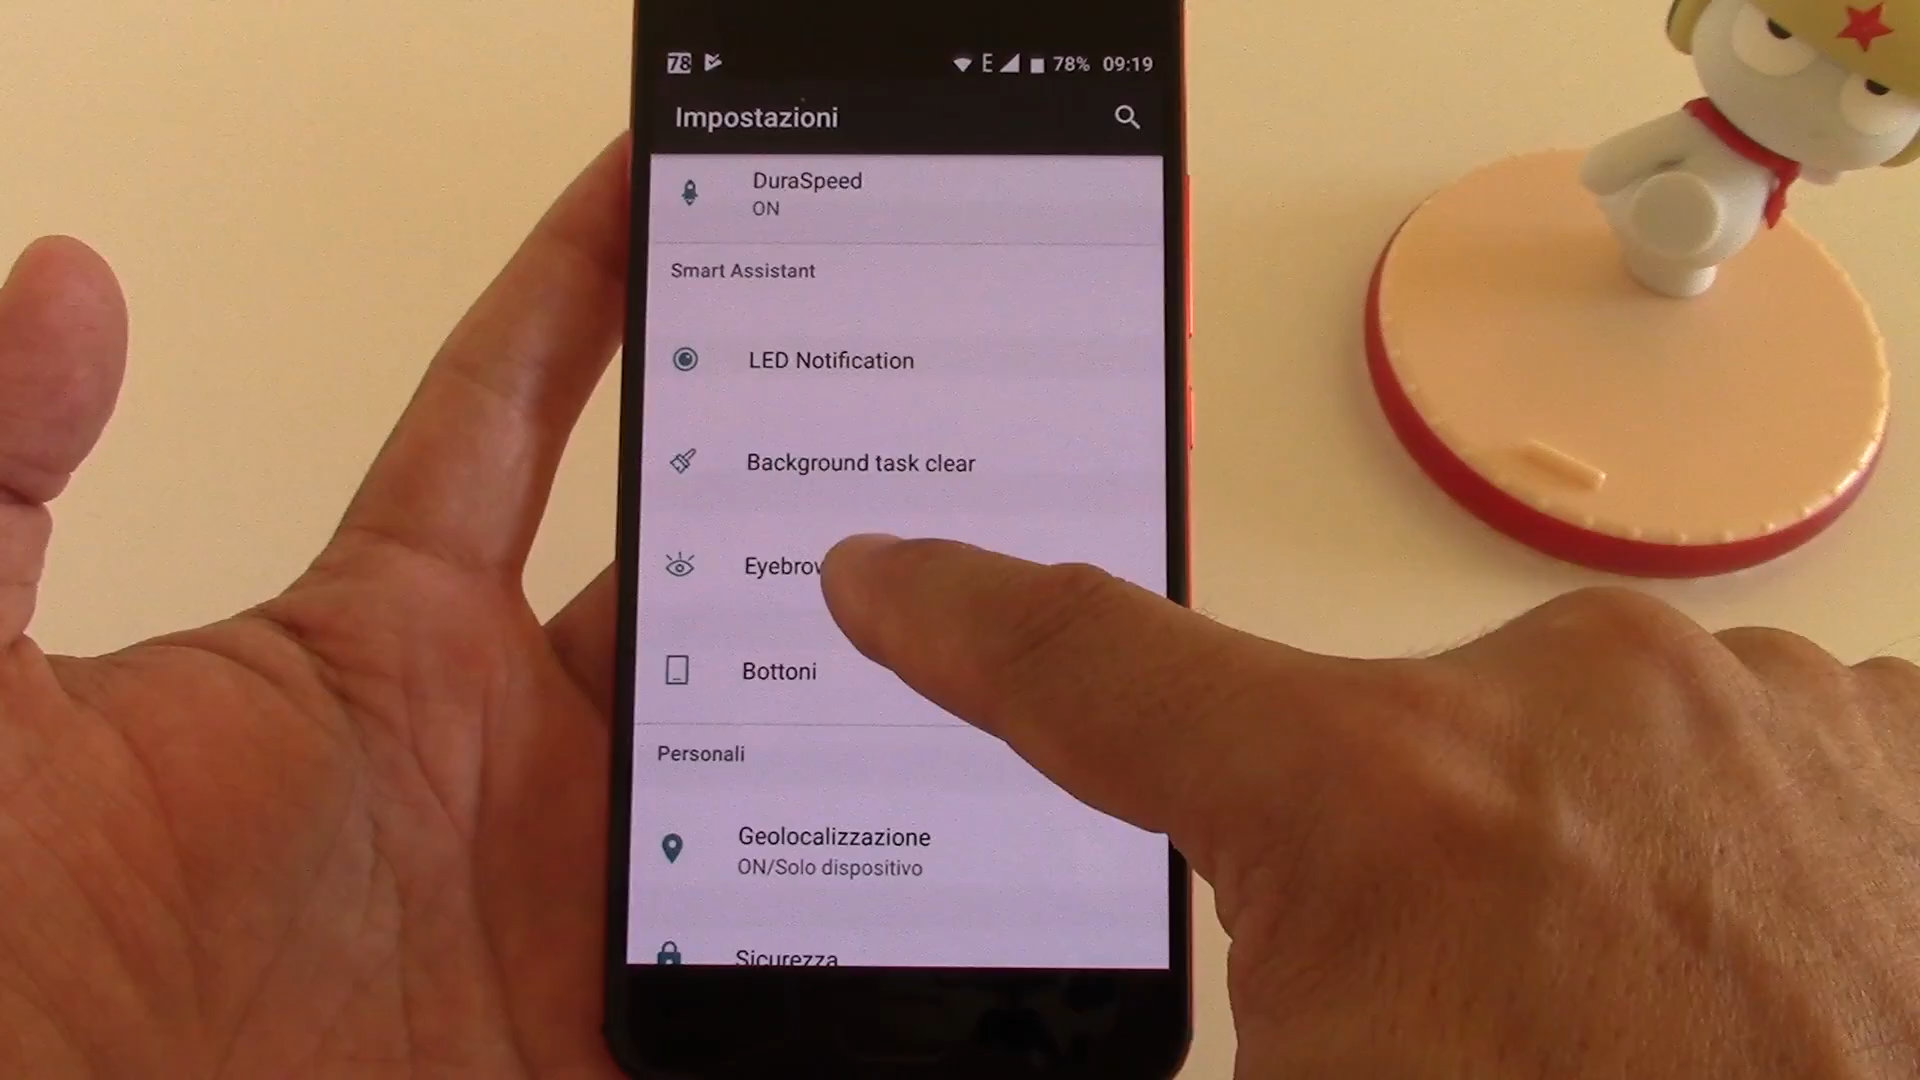 78 E 78% 09:19
Impostazioni
DuraSpeed
ON
Smart Assistant
LED Notification
Background task clear
Bottoni
Personali
Geolocalizzazione
ON/Solo dispositivo
Sicurezza